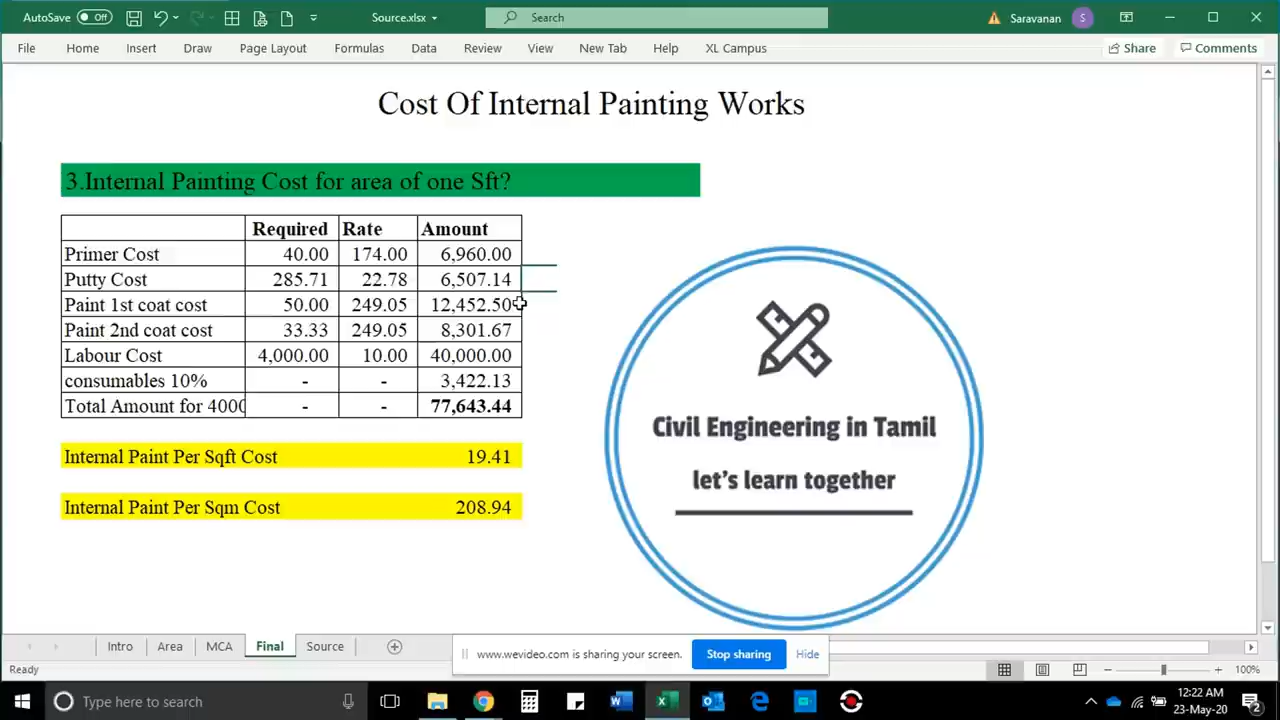 AutoSave Off Source.xlsx Search Saravanan S
File Home Insert Draw Page Layout Formulas Data Review View New Tab Help XL Campus Share Comments
Cost Of Internal Painting Works
3.Internal Painting Cost for area of one Sft?
Required Rate Amount
Primer Cost 40.00 174.00 6,960.00
Putty Cost 285.71 22.78 6,507.14
Paint 1st coat cost 50.00 249.05 12,452.50
Paint 2nd coat cost 33.33 249.05 8,301.67
Labour Cost 4,000.00 10.00 40,000.00
consumables 10% - - 3,422.13
Total Amount for 4000 - - 77,643.44
Internal Paint Per Sqft Cost 19.41
Internal Paint Per Sqm Cost 208.94
Civil Engineering in Tamil
let's learn together
Intro Area MCA Final Source
www.wevideo.com is sharing your screen. Stop sharing Hide
Ready 100%
Type here to search
12:22 AM
23-May-20
2